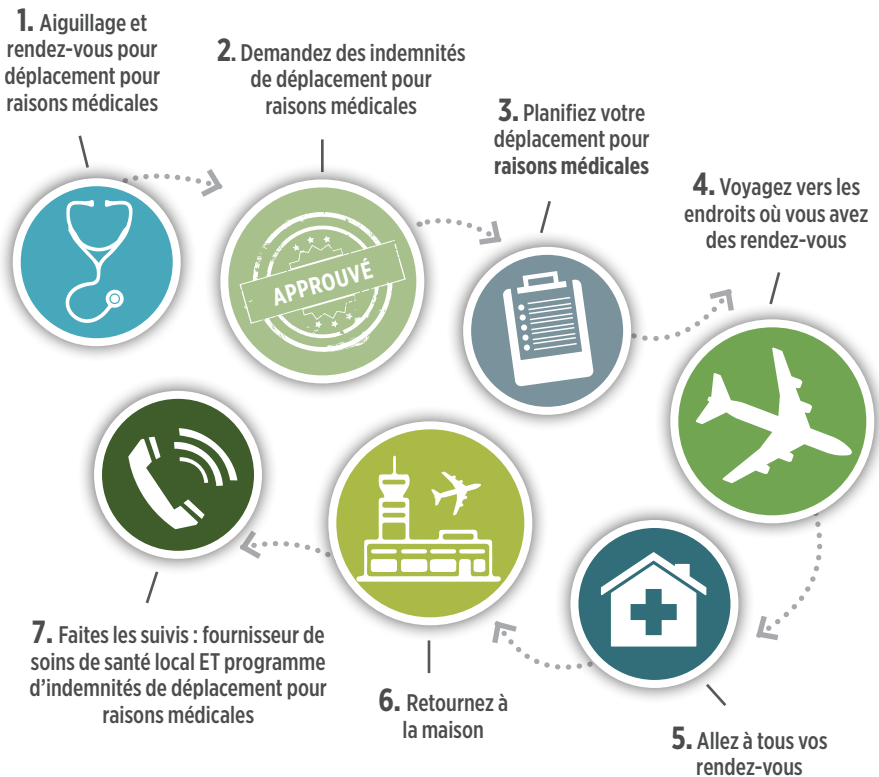 1. Aiguillage et
rendez-vous pour
déplacement pour
raisons médicales
2. Demandez des indemnités
de déplacement pour
raisons médicales
APPROUVÉ
3. Planifiez votre
déplacement pour
raisons médicales
4. Voyagez vers les
endroits où vous avez
des rendez-vous
5. Allez à tous vos
rendez-vous
6. Retournez à
la maison
7. Faites les suivis : fournisseur de
soins de santé local ET programme
d’indemnités de déplacement pour
raisons médicales